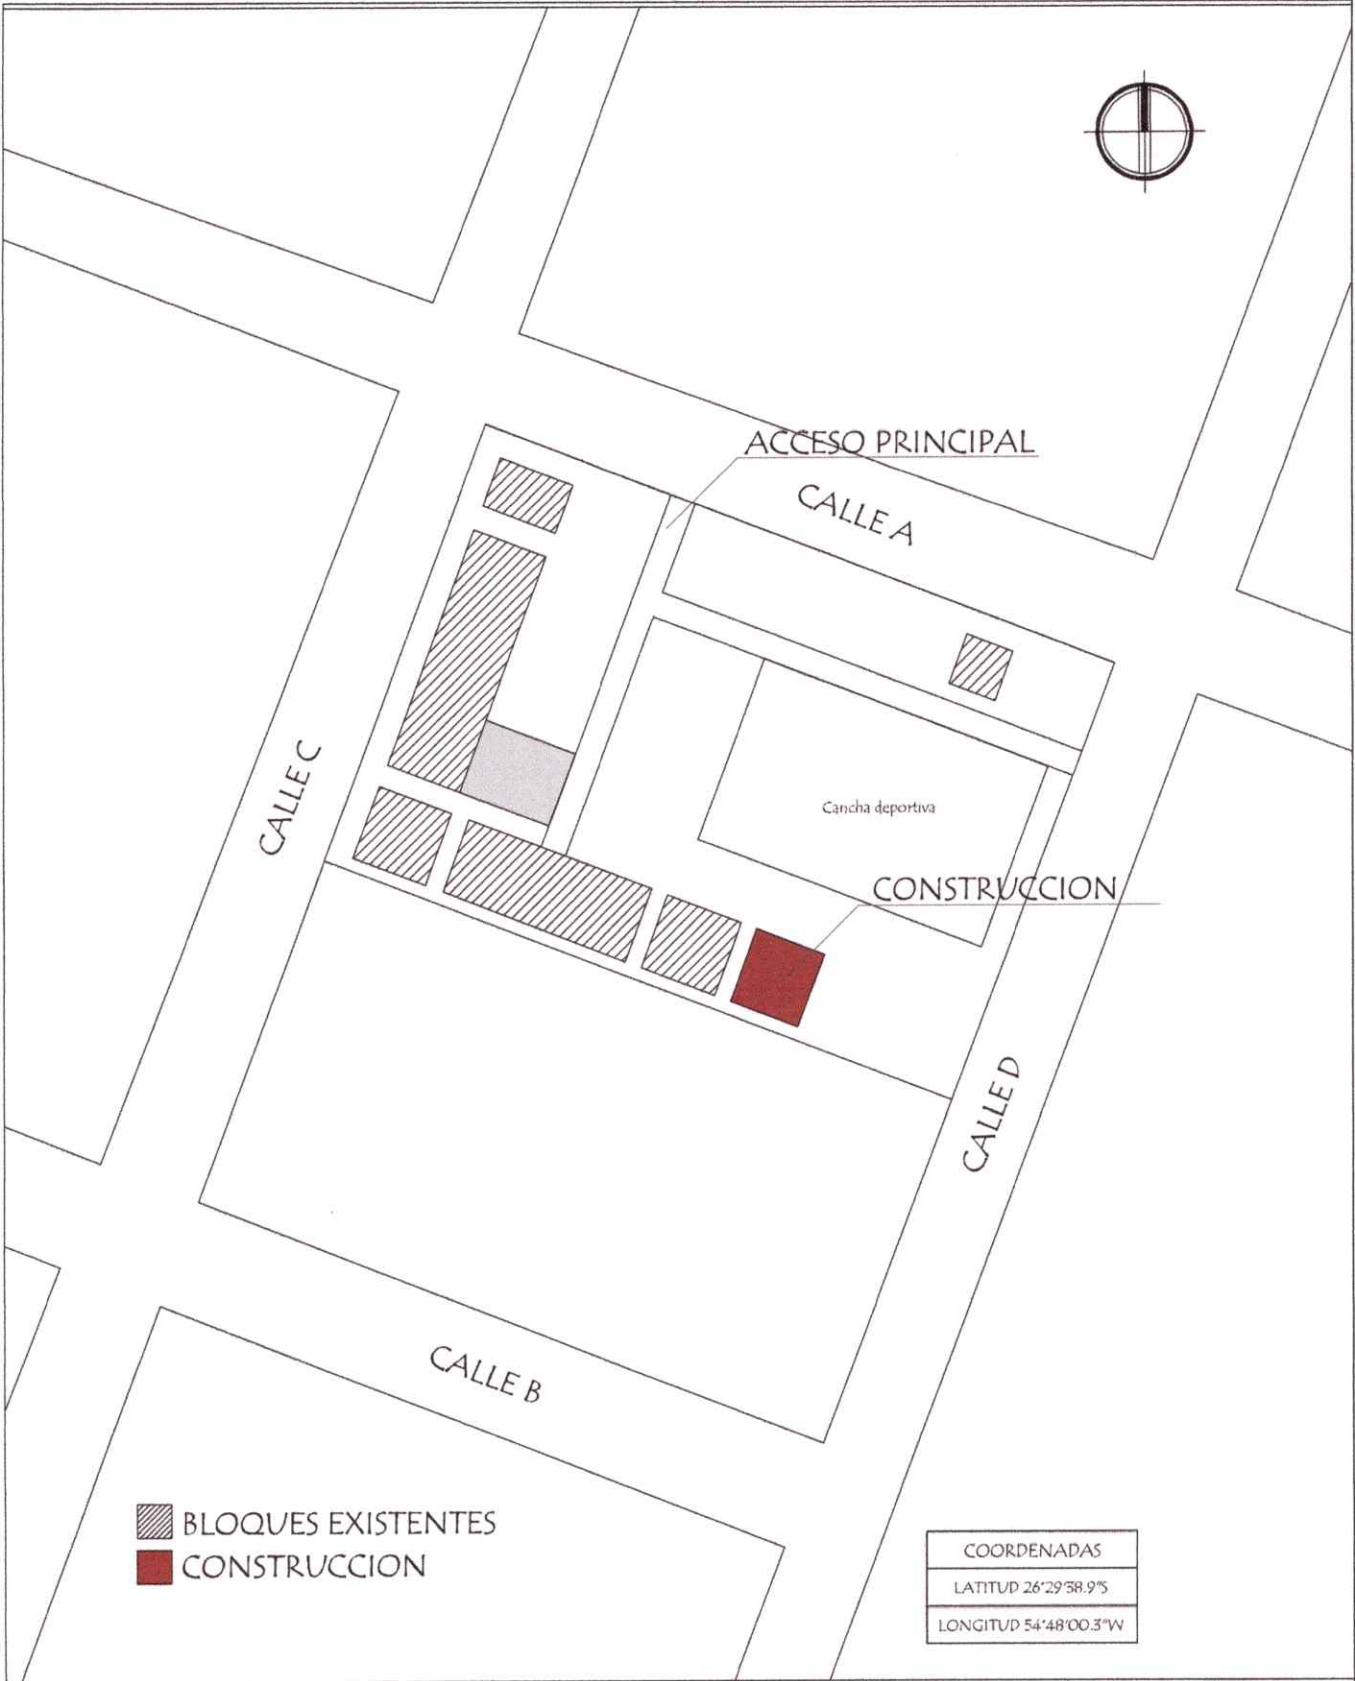 ACCESO PRINCIPAL
CALLE A
CALLE C
Cancha deportiva
CONSTRUCCION
CALLE D
CALLE B
BLOQUES EXISTENTES
CONSTRUCCION
COORDENADAS
LATITUD 26°29'38.9"S
LONGITUD 54°48'00.3"W